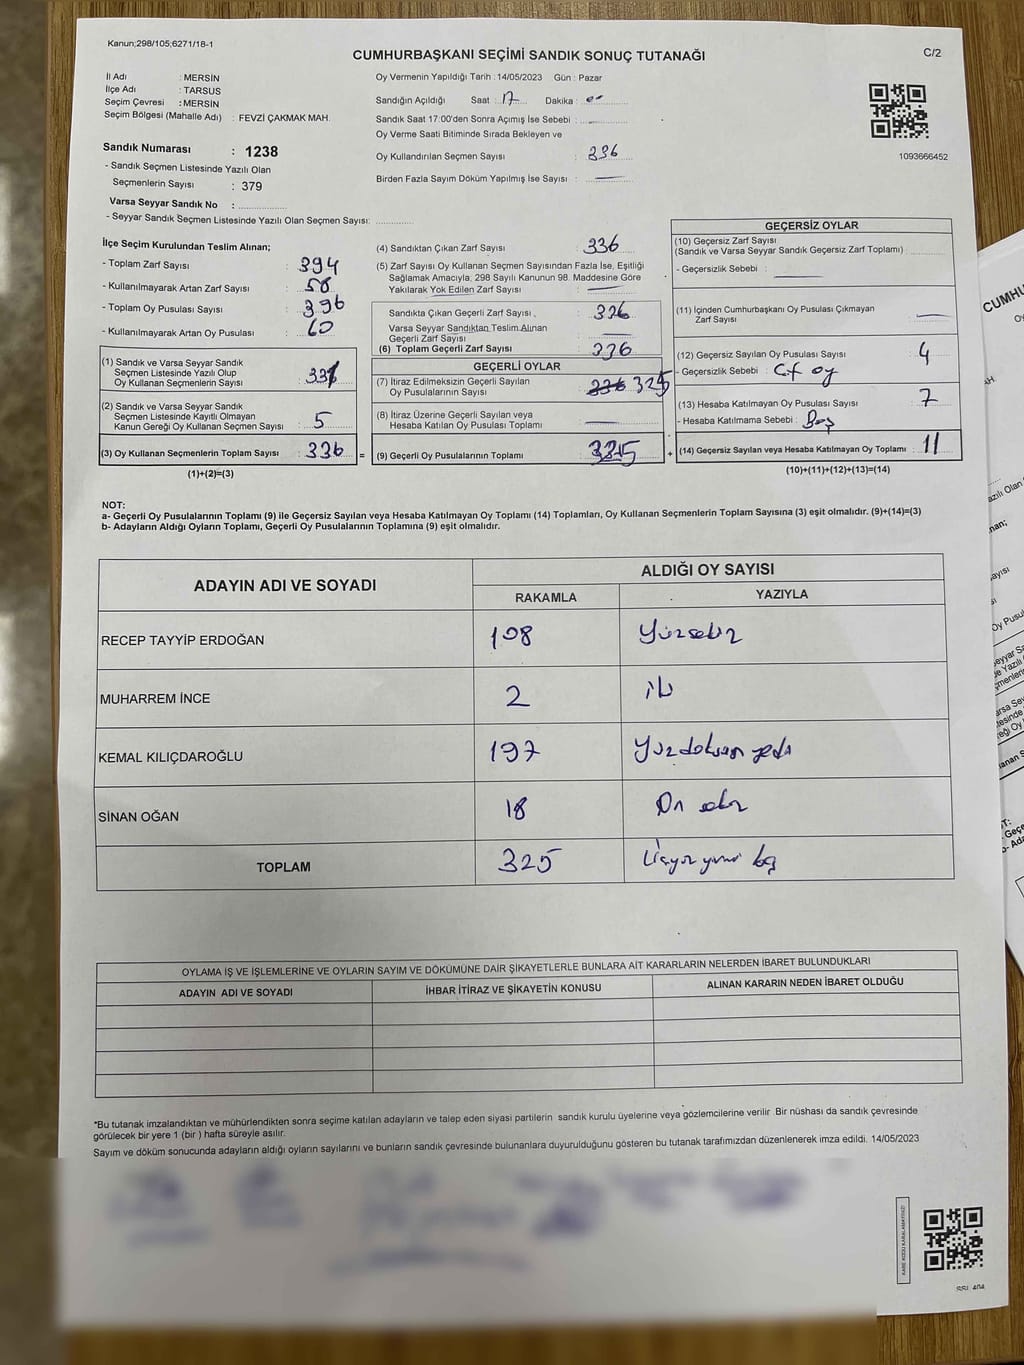 Kanun;298/105;6271/18-1
CUMHURBAŞKANI SEÇİMİ SANDIK SONUÇ TUTANAĞI
C/2
İl Adı : MERSİN
İlçe Adı : TARSUS
Seçim Çevresi : MERSİN
Seçim Bölgesi (Mahalle Adı) : FEVZİ ÇAKMAK MAH.
Oy Vermenin Yapıldığı Tarih : 14/05/2023 Gün : Pazar
Sandığın Açıldığı Saat : 17 Dakika :
Sandık Saat 17:00'den Sonra Açımış İse Sebebi :
Oy Verme Saati Bitiminde Sırada Bekleyen ve
Oy Kullandırılan Seçmen Sayısı : 336
Birden Fazla Sayım Döküm Yapılmış İse Sayısı :
1093666452
Sandık Numarası : 1238
- Sandık Seçmen Listesinde Yazılı Olan
Seçmenlerin Sayısı : 379
Varsa Seyyar Sandık No :
- Seyyar Sandık Seçmen Listesinde Yazılı Olan Seçmen Sayısı:
İlçe Seçim Kurulundan Teslim Alınan;
- Toplam Zarf Sayısı : 394
- Kullanılmayarak Artan Zarf Sayısı : 58
- Toplam Oy Pusulası Sayısı : 396
- Kullanılmayarak Artan Oy Pusulası : 60
(1) Sandık ve Varsa Seyyar Sandık
Seçmen Listesinde Yazılı Olup
Oy Kullanan Seçmenlerin Sayısı : 331
(2) Sandık ve Varsa Seyyar Sandık
Seçmen Listesinde Kayıtlı Olmayan
Kanun Gereği Oy Kullanan Seçmen Sayısı : 5
(3) Oy Kullanan Seçmenlerin Toplam Sayısı : 336 =
(1)+(2)=(3)
(4) Sandıktan Çıkan Zarf Sayısı : 336
(5) Zarf Sayısı Oy Kullanan Seçmen Sayısından Fazla İse, Eşitliği
Sağlamak Amacıyla; 298 Sayılı Kanunun 98. Maddesine Göre
Yakılarak Yok Edilen Zarf Sayısı :
Sandıkta Çıkan Geçerli Zarf Sayısı : 336
Varsa Seyyar Sandıktan Teslim Alınan
Geçerli Zarf Sayısı :
(6) Toplam Geçerli Zarf Sayısı : 336
GEÇERLİ OYLAR
(7) İtiraz Edilmeksizin Geçerli Sayılan
Oy Pusulasının Sayısı : 336 325
(8) İtiraz Üzerine Geçerli Sayılan veya
Hesaba Katılan Oy Pusulası Toplamı :
(9) Geçerli Oy Pusulalarının Toplamı : 325 +
GEÇERSİZ OYLAR
(10) Geçersiz Zarf Sayısı
(Sandık ve Varsa Seyyar Sandık Geçersiz Zarf Toplamı) :
- Geçersizlik Sebebi :
(11) İçinden Cumhurbaşkanı Oy Pusulası Çıkmayan
Zarf Sayısı :
(12) Geçersiz Sayılan Oy Pusulası Sayısı : 4
- Geçersizlik Sebebi : Çift oy
(13) Hesaba Katılmayan Oy Pusulası Sayısı : 7
- Hesaba Katılmama Sebebi : Boş
(14) Geçersiz Sayılan veya Hesaba Katılmayan Oy Toplamı : 11
(10)+(11)+(12)+(13)=(14)
NOT:
a- Geçerli Oy Pusulalarının Toplamı (9) ile Geçersiz Sayılan veya Hesaba Katılmayan Oy Toplamı (14) Toplamları, Oy Kullanan Seçmenlerin Toplam Sayısına (3) eşit olmalıdır. (9)+(14)=(3)
b- Adayların Aldığı Oyların Toplamı, Geçerli Oy Pusulalarının Toplamına (9) eşit olmalıdır.
ADAYIN ADI VE SOYADI
ALDIĞI OY SAYISI
RAKAMLA YAZIYLA
RECEP TAYYİP ERDOĞAN 108 Yüzsekiz
MUHARREM İNCE 2 iki
KEMAL KILIÇDAROĞLU 197 Yüzdoksan yedi
SİNAN OĞAN 18 On sekiz
TOPLAM 325 Üçyüz yirmi beş
OYLAMA İŞ VE İŞLEMLERİNE VE OYLARIN SAYIM VE DÖKÜMÜNE DAİR ŞİKAYETLERLE BUNLARA AİT KARARLARIN NELERDEN İBARET BULUNDUKLARI
ADAYIN ADI VE SOYADI İHBAR İTİRAZ VE ŞİKAYETİN KONUSU ALINAN KARARIN NEDEN İBARET OLDUĞU
*Bu tutanak imzalandıktan ve mühürlendikten sonra seçime katılan adayların ve talep eden siyasi partilerin sandık kurulu üyelerine veya gözlemcilerine verilir. Bir nüshası da sandık çevresinde
görülecek bir yere 1 (bir ) hafta süreyle asılır.
Sayım ve döküm sonucunda adayların aldığı oyların sayılarını ve bunların sandık çevresinde bulunanlara duyurulduğunu gösteren bu tutanak tarafımızdan düzenlenerek imza edildi. 14/05/2023
KARE KODU KARALAMAYINIZ!